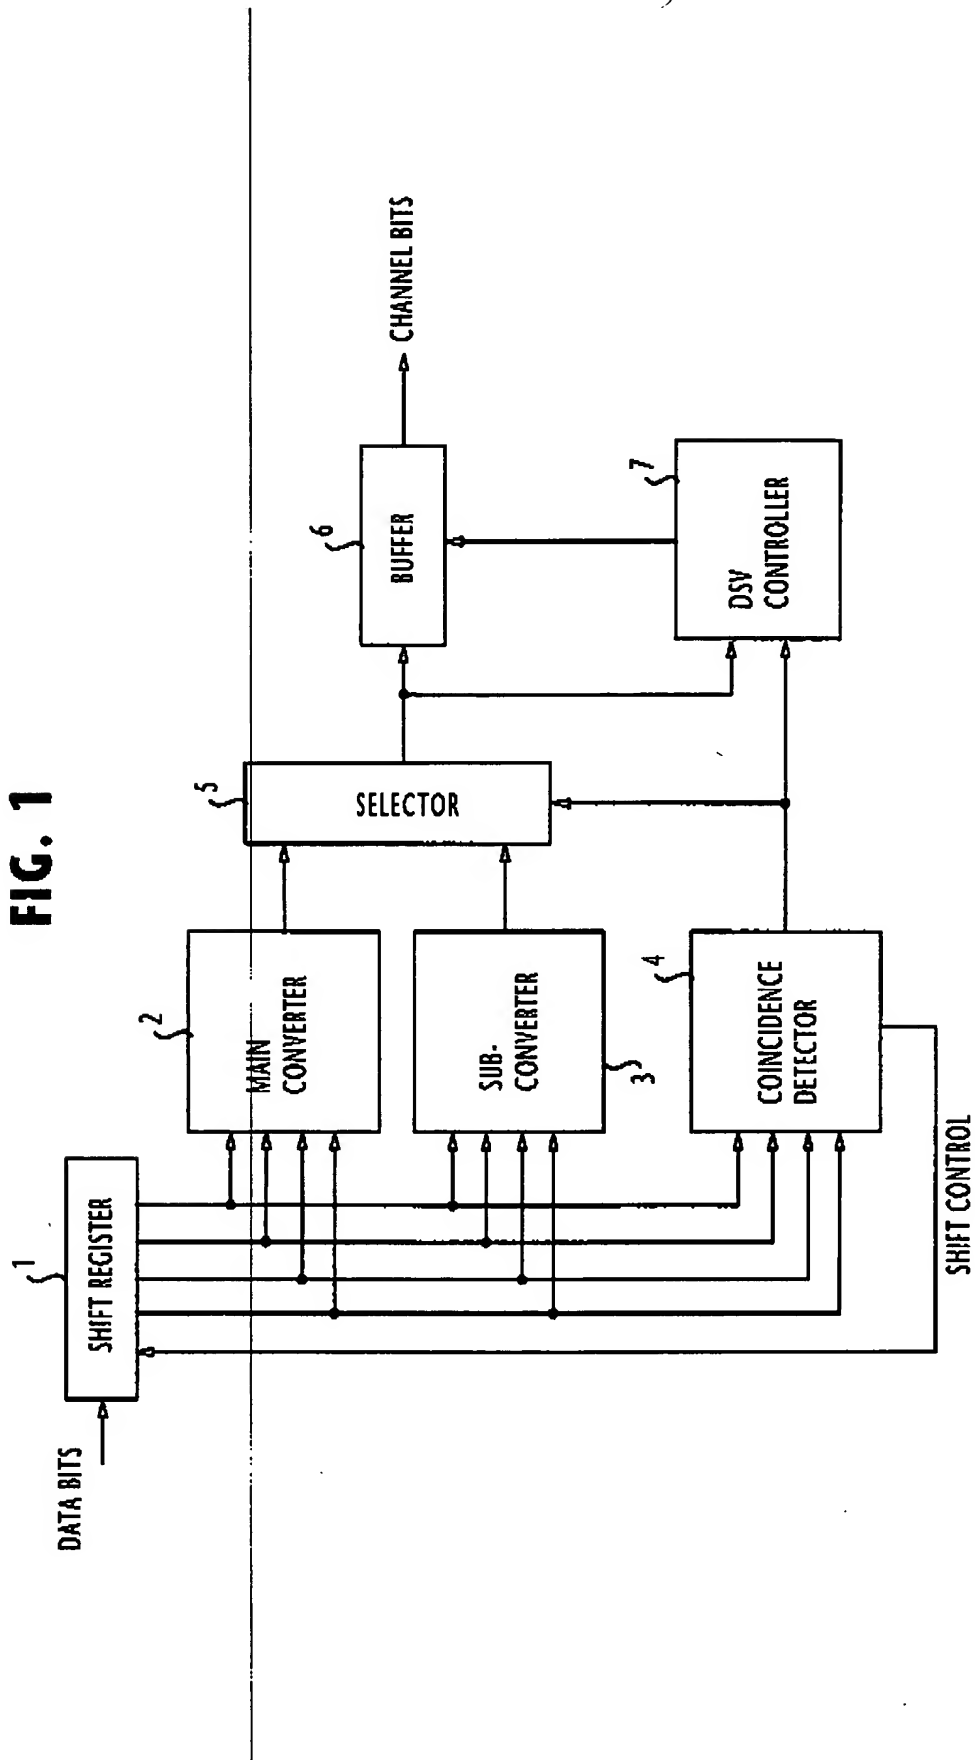 FIG. 1
DATA BITS
1
SHIFT REGISTER
2
MAIN
CONVERTER
3
SUB-
CONVERTER
4
COINCIDENCE
DETECTOR
SHIFT CONTROL
5
SELECTOR
6
BUFFER
7
DSV
CONTROLLER
CHANNEL BITS